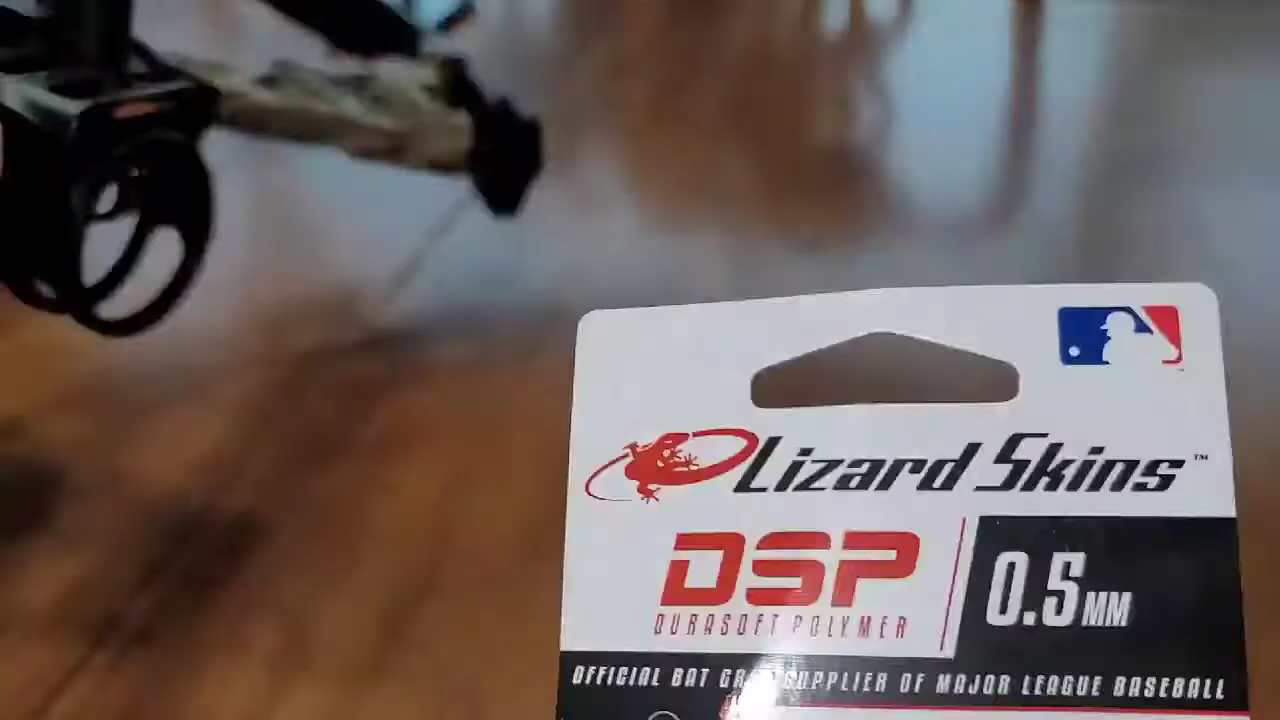 Lizard Skins™
DSP
DURASOFT POLYMER
0.5MM
OFFICIAL BAT SUPPLIER OF MAJOR LEAGUE BASEBALL